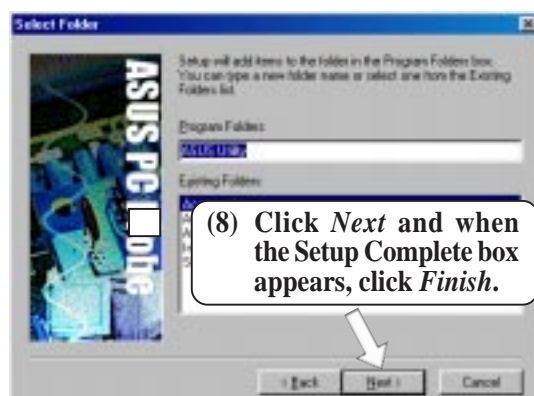 Select Folder
ASUS PC Probe
Setup will add items to the folder in the Program Folders box.
You can type a new folder name or select one from the Existing
Folders list.
Program Folders:
ASUS Utility
Existing Folders:
(8) Click Next and when
the Setup Complete box
appears, click Finish.
< Back
Next >
Cancel